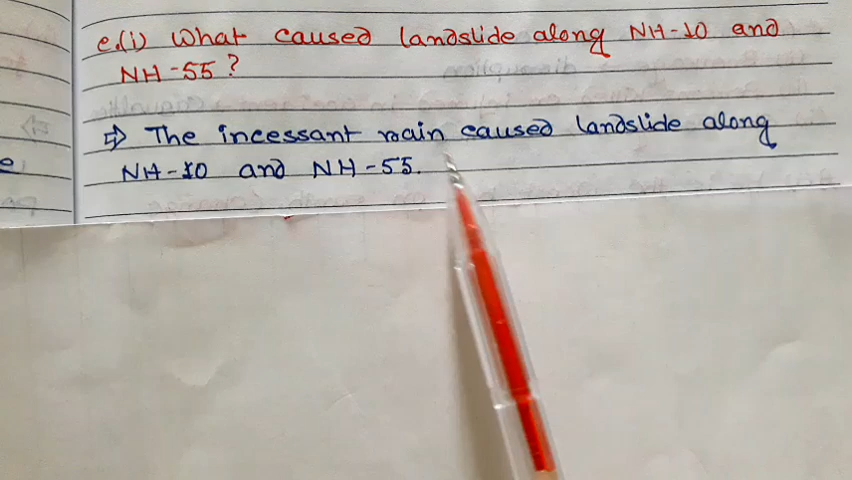 e.(i) What caused landslide along NH-10 and
NH-55?
⇒ The incessant rain caused landslide along
NH-10 and NH-55.
e